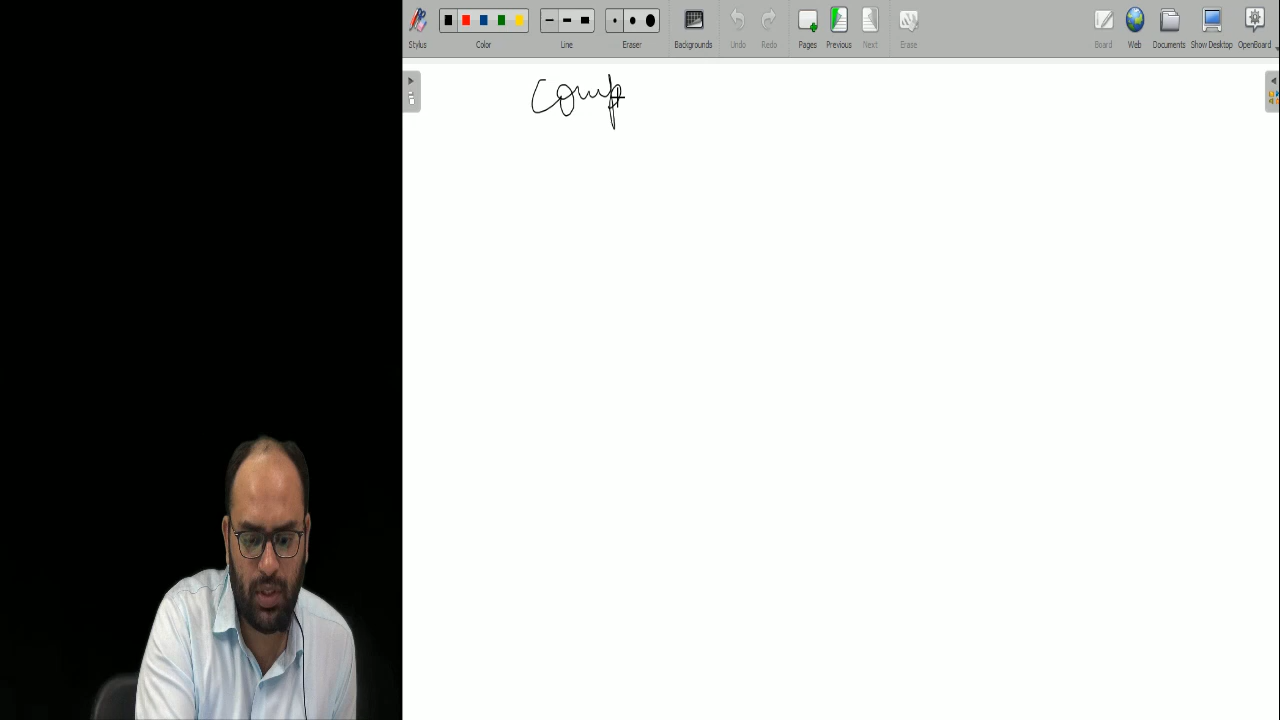 Stylus
Color
Line
Eraser
Backgrounds
Undo
Redo
Pages
Previous
Next
Erase
Board
Web
Documents
Show Desktop
OpenBoard
Comp